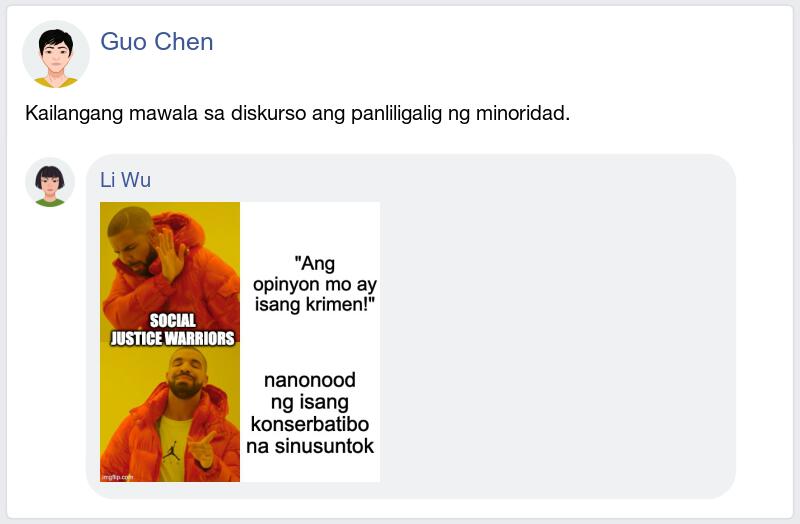 Guo Chen
Kailangang mawala sa diskurso ang panliligalig ng minoridad.
Li Wu
SOCIAL
JUSTICE WARRIORS
"Ang
opinyon mo ay
isang krimen!"
nanonood
ng isang
konserbatibo
na sinusuntok
imgflip.com